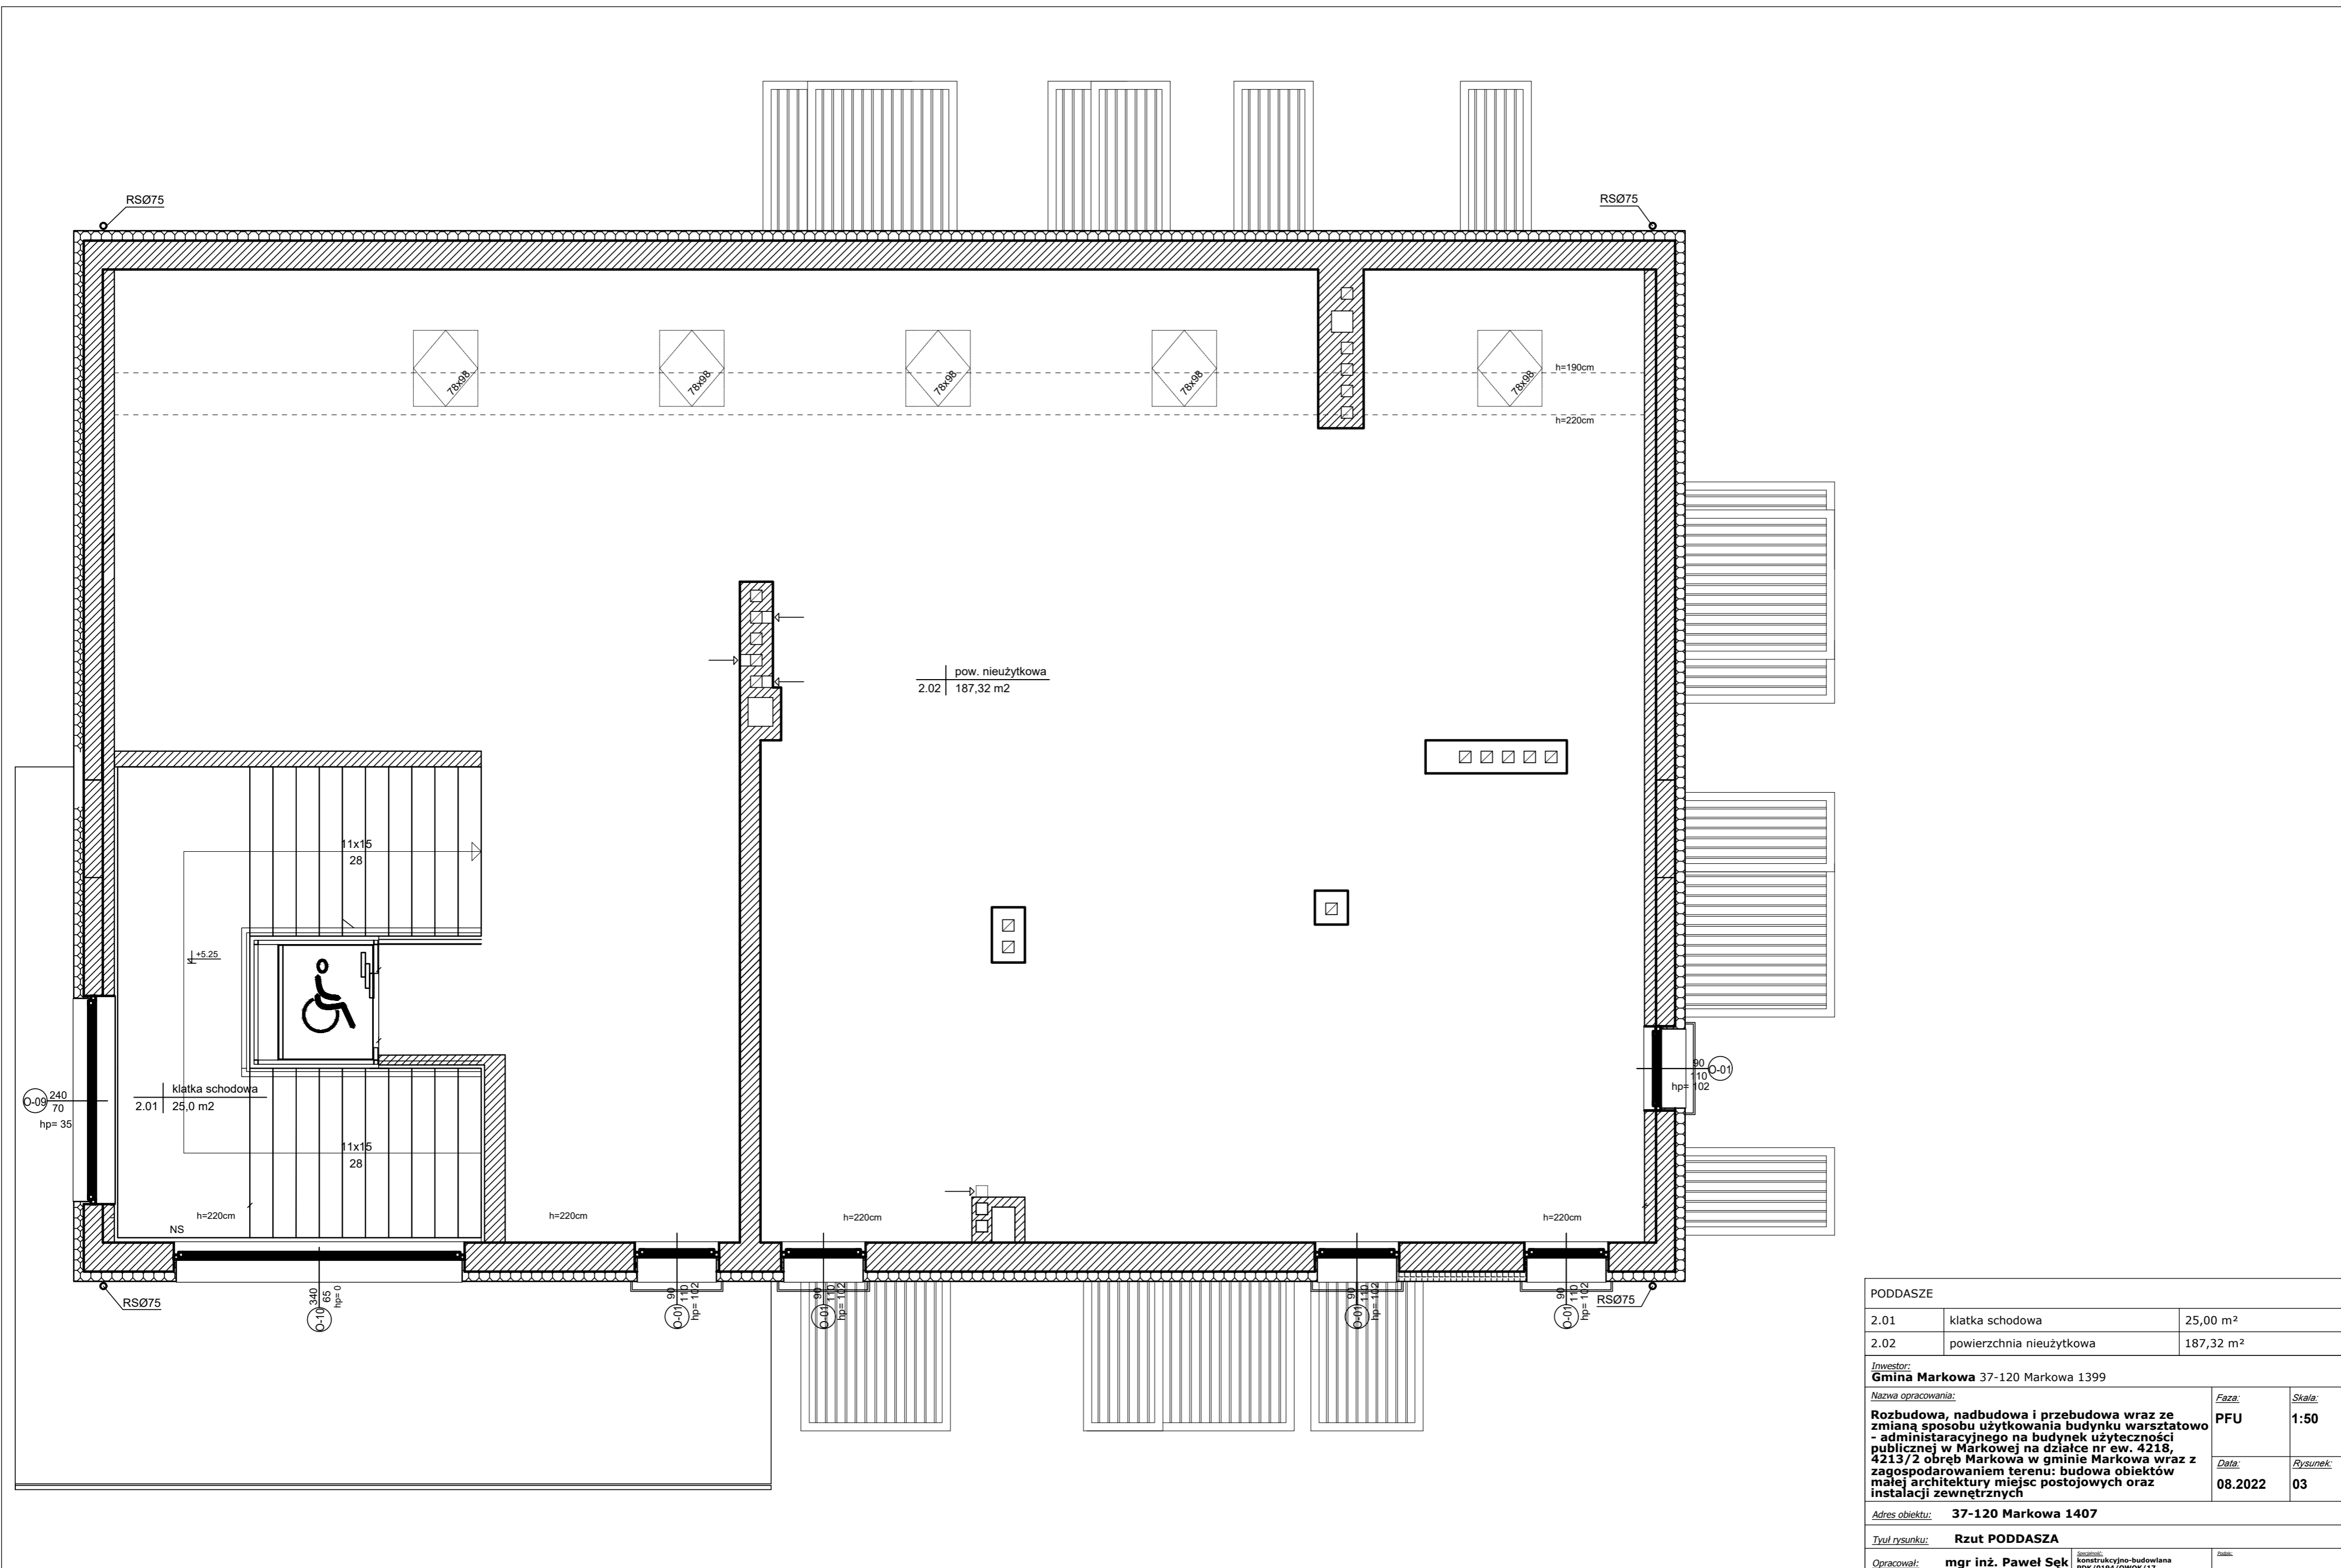 RSØ75
RSØ75
78x98
78x98
78x98
78x98
78x98
h=190cm
h=220cm
pow. nieużytkowa
2.02 187,32 m2
11x15
28
+5.25
klatka schodowa
2.01 25,0 m2
O-09 240
70
hp= 35
11x15
28
90
110
hp= 102
O-01
h=220cm
h=220cm
h=220cm
h=220cm
NS
RSØ75
340
65
hp= 0
O-10
90
110
hp= 102
O-01
90
110
hp= 102
O-01
90
110
hp= 102
O-01
90
110
hp= 102
O-01
RSØ75
PODDASZE
2.01 klatka schodowa 25,00 m²
2.02 powierzchnia nieużytkowa 187,32 m²
Inwestor:
Gmina Markowa 37-120 Markowa 1399
Nazwa opracowania:
Rozbudowa, nadbudowa i przebudowa wraz ze
zmianą sposobu użytkowania budynku warsztatowo
- administaracyjnego na budynek użyteczności
publicznej w Markowej na działce nr ew. 4218,
4213/2 obręb Markowa w gminie Markowa wraz z
zagospodarowaniem terenu: budowa obiektów
małej architektury miejsc postojowych oraz
instalacji zewnętrznych
Faza:
PFU
Skala:
1:50
Data:
08.2022
Rysunek:
03
Adres obiektu: 37-120 Markowa 1407
Tyuł rysunku: Rzut PODDASZA
Opracował: mgr inż. Paweł Sęk
konstrukcyjno-budowlana